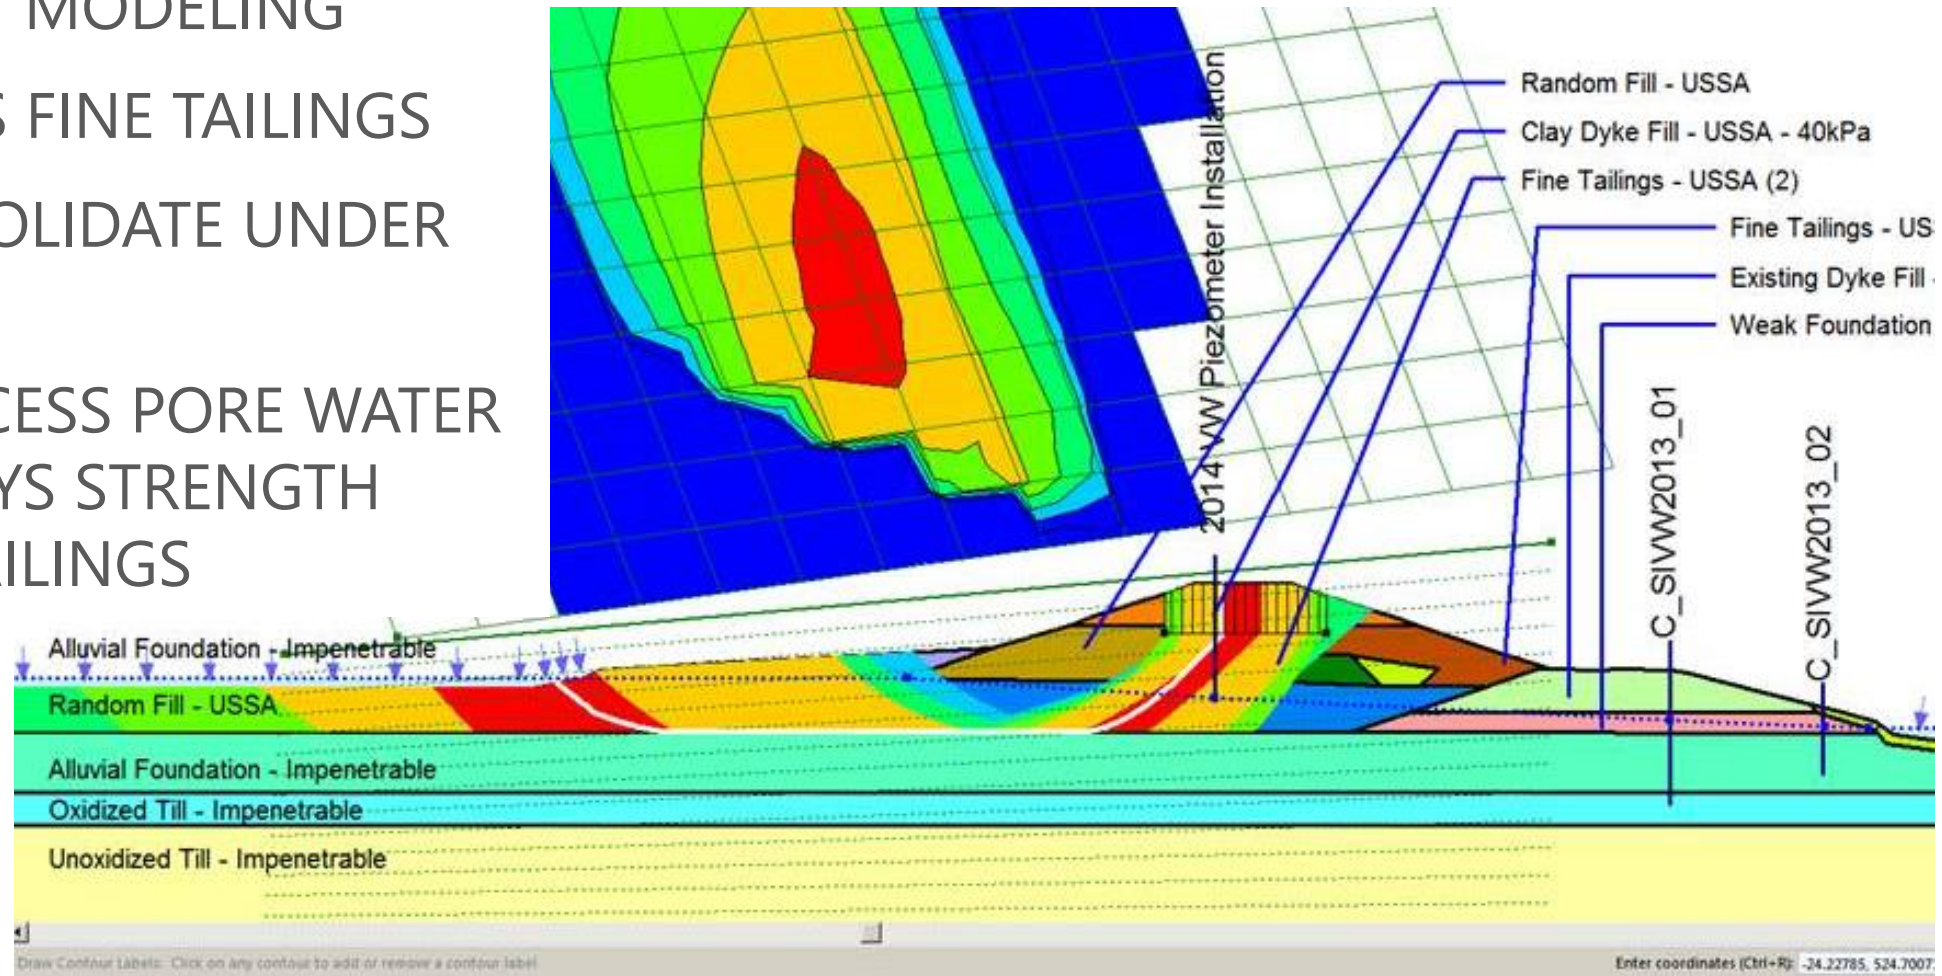 MODELING
S FINE TAILINGS
OLIDATE UNDER
CESS PORE WATER
YS STRENGTH
AILINGS
Random Fill - USSA
Clay Dyke Fill - USSA - 40kPa
Fine Tailings - USSA (2)
Fine Tailings - US
Existing Dyke Fill -
Weak Foundation
2014 VW Piezometer Installation
C_SIVW2013_01
C_SIVW2013_02
Alluvial Foundation - Impenetrable
Random Fill - USSA
Alluvial Foundation - Impenetrable
Oxidized Till - Impenetrable
Unoxidized Till - Impenetrable
Draw Contour Labels: Click on any contour to add or remove a contour label
Enter coordinates (Ctrl+R): -24.22785, 524.7007